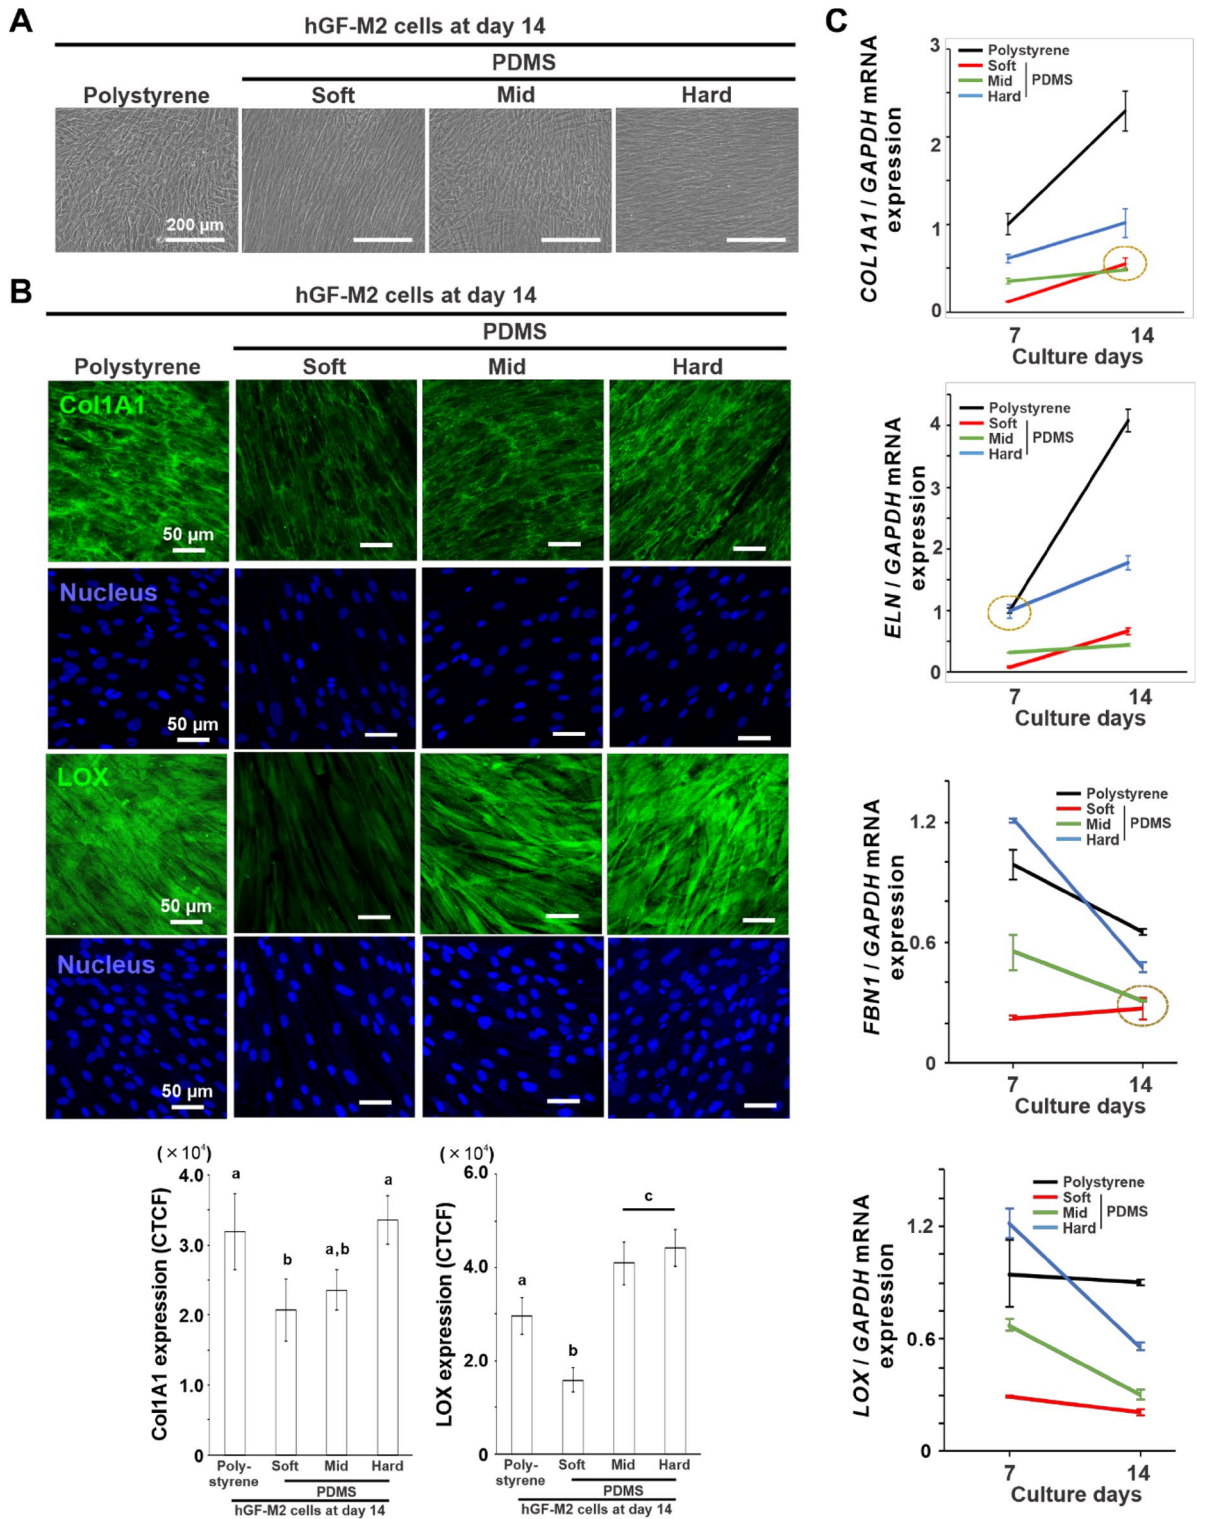 A
hGF-M2 cells at day 14
PDMS
Polystyrene Soft Mid Hard
200 µm
B
hGF-M2 cells at day 14
PDMS
Polystyrene Soft Mid Hard
Col1A1
50 µm
Nucleus
50 µm
LOX
50 µm
Nucleus
50 µm
(×10⁴)
Col1A1 expression (CTCF)
4.0
3.0
2.0
1.0
0
a
b
a,b
a
Poly-
styrene
Soft Mid Hard
PDMS
hGF-M2 cells at day 14
(×10⁴)
LOX expression (CTCF)
6.0
4.0
2.0
0
a
b
c
Poly-
styrene
Soft Mid Hard
PDMS
hGF-M2 cells at day 14
C
COL1A1 / GAPDH mRNA
expression
3
2
1
0
Polystyrene
Soft
Mid
Hard
PDMS
7 14
Culture days
ELN / GAPDH mRNA
expression
4
3
2
1
0
Polystyrene
Soft
Mid
Hard
PDMS
7 14
Culture days
FBN1 / GAPDH mRNA
expression
1.2
0.6
0
Polystyrene
Soft
Mid
Hard
PDMS
7 14
Culture days
LOX / GAPDH mRNA
expression
1.2
0.6
0
Polystyrene
Soft
Mid
Hard
PDMS
7 14
Culture days